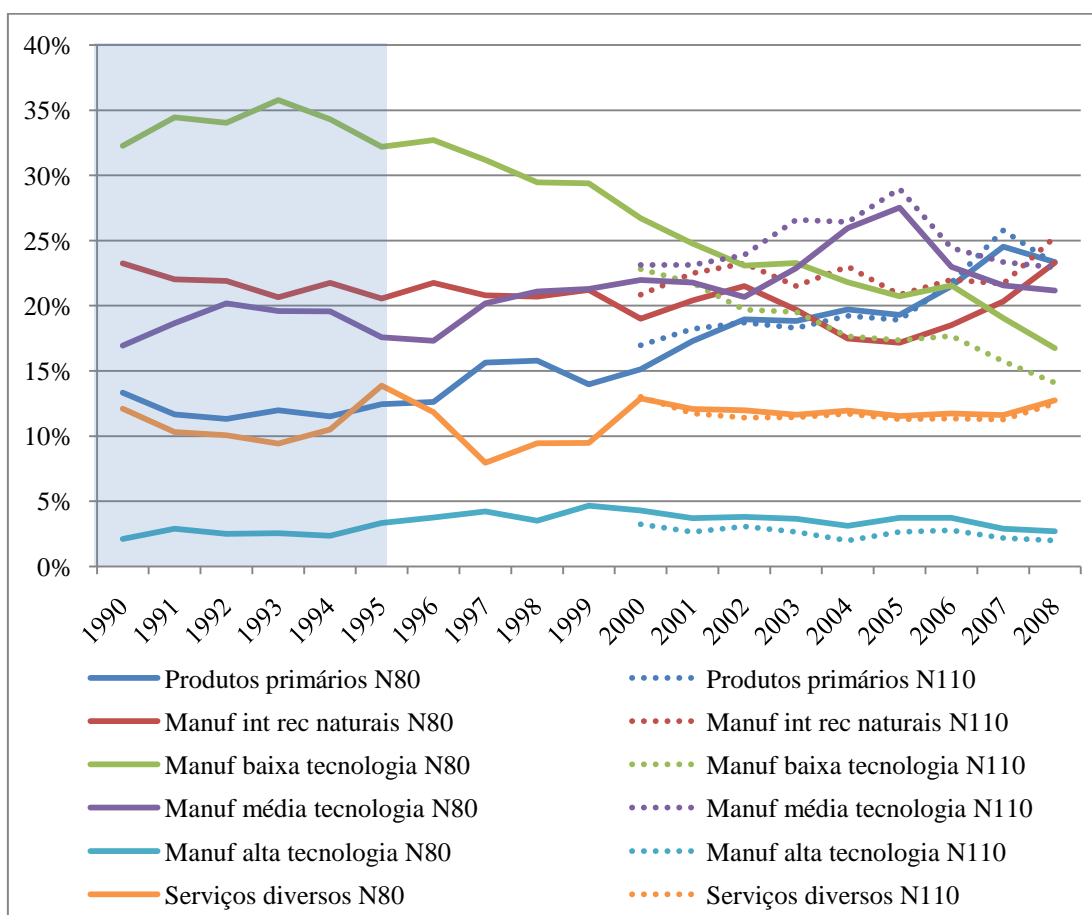 40%
35%
30%
25%
20%
15%
10%
5%
0%
1990 1991 1992 1993 1994 1995 1996 1997 1998 1999 2000 2001 2002 2003 2004 2005 2006 2007 2008
Produtos primários N80 Produtos primários N110
Manuf int rec naturais N80 Manuf int rec naturais N110
Manuf baixa tecnologia N80 Manuf baixa tecnologia N110
Manuf média tecnologia N80 Manuf média tecnologia N110
Manuf alta tecnologia N80 Manuf alta tecnologia N110
Serviços diversos N80 Serviços diversos N110